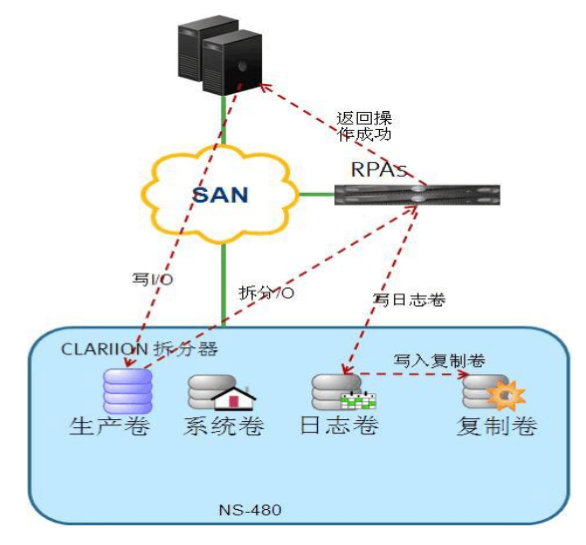 返回操
作成功
RPAs
SAN
写I/O
拆分/O
写日志卷
CLARIION 拆分器
写入复制卷
生产卷
系统卷
日志卷
复制卷
NS-480